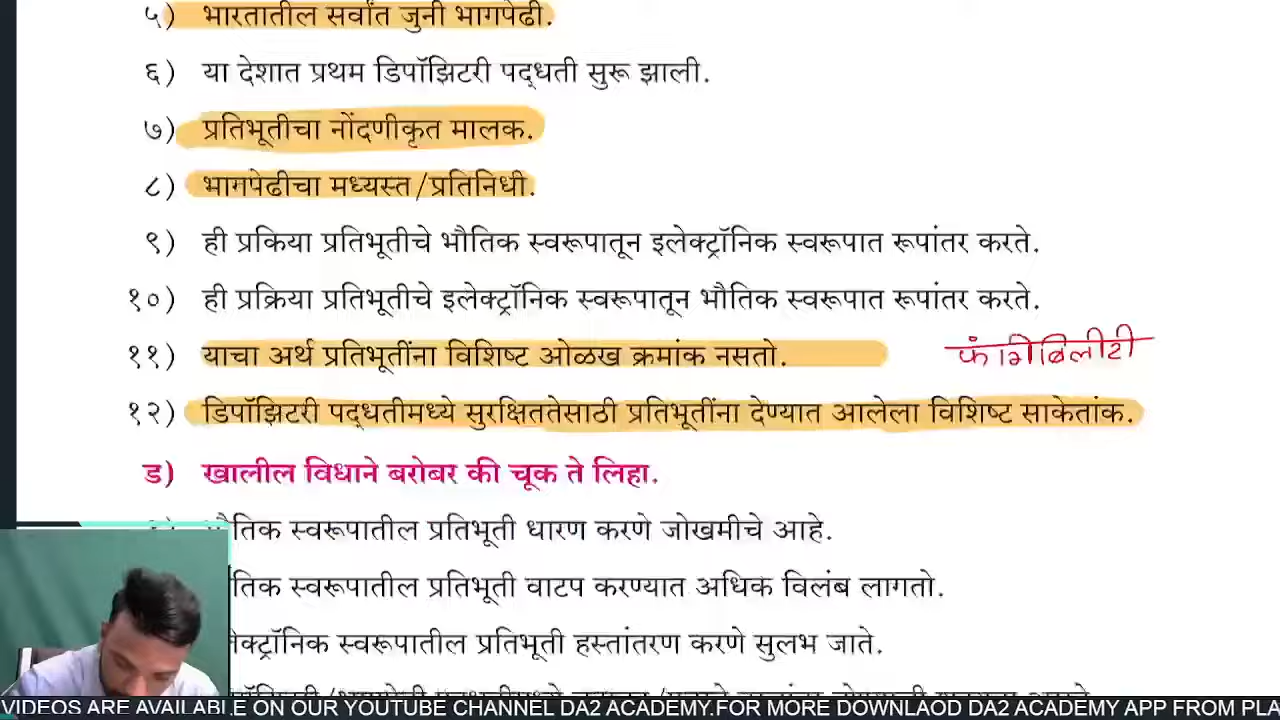 ५) भारतातील सर्वात जुनी भागपेढी.
६) या देशात प्रथम डिपॉझिटरी पद्धती सुरू झाली.
७) प्रतिभूतीचा नोंदणीकृत मालक.
८) भागपेढीचा मध्यस्त/प्रतिनिधी.
९) ही प्रकिया प्रतिभूतीचे भौतिक स्वरूपातून इलेक्ट्रॉनिक स्वरूपात रूपांतर करते.
१०) ही प्रक्रिया प्रतिभूतीचे इलेक्ट्रॉनिक स्वरूपातून भौतिक स्वरूपात रूपांतर करते.
११) याचा अर्थ प्रतिभूतींना विशिष्ट ओळख क्रमांक नसतो. फंगिबिलीटी
१२) डिपॉझिटरी पद्धतीमध्ये सुरक्षिततेसाठी प्रतिभूतींना देण्यात आलेला विशिष्ट साकेतांक.
ड) खालील विधाने बरोबर की चूक ते लिहा.
स्वरूपातील प्रतिभूती धारण करणे जोखमीचे आहे.
स्वरूपातील प्रतिभूती वाटप करण्यात अधिक विलंब लागतो.
स्वरूपातील प्रतिभूती हस्तांतरण करणे सुलभ जाते.
VIDEOS ARE AVAILABLE ON OUR YOUTUBE CHANNEL DA2 ACADEMY.FOR MORE DOWNLAOD DA2 ACADEMY APP FROM PLA